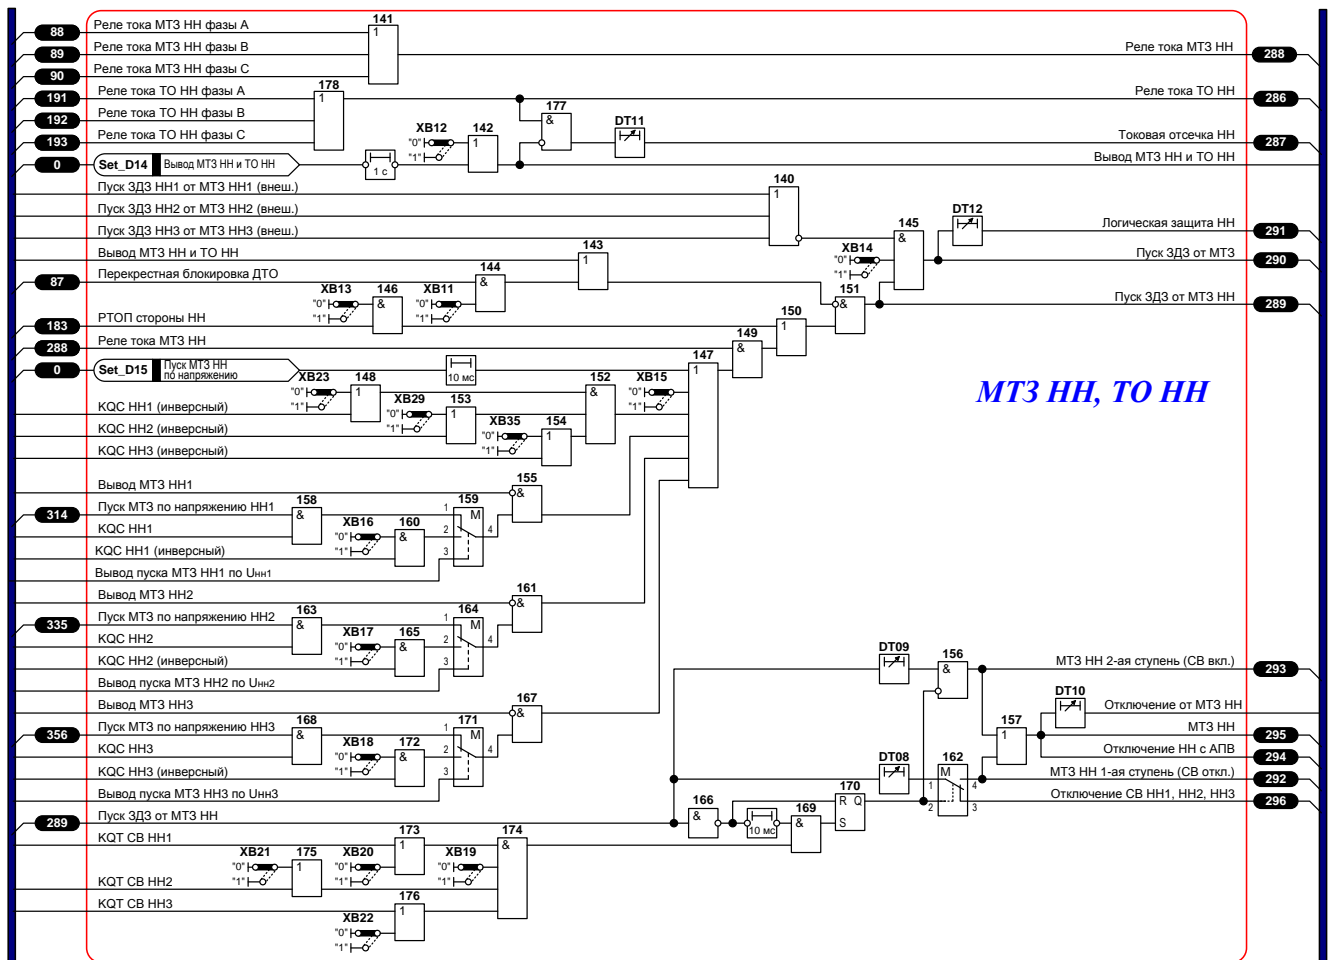 88 Реле тока МТЗ НН фазы А 141
89 Реле тока МТЗ НН фазы В 1 Реле тока МТЗ НН 288
90 Реле тока МТЗ НН фазы С 178
191 Реле тока ТО НН фазы А 1 177 Реле тока ТО НН 286
192 Реле тока ТО НН фазы В XB12 142 & DT11
193 Реле тока ТО НН фазы С "0" 1 Токовая отсечка НН 287
0 Set_D14 Вывод МТЗ НН и ТО НН 1 с "1" Вывод МТЗ НН и ТО НН
Пуск ЗДЗ НН1 от МТЗ НН1 (внеш.) 140
1
Пуск ЗДЗ НН2 от МТЗ НН2 (внеш.) 145 DT12
Пуск ЗДЗ НН3 от МТЗ НН3 (внеш.) & Логическая защита НН 291
Вывод МТЗ НН и ТО НН 143 XB14
1 "0" "1" Пуск ЗДЗ от МТЗ 290
87 Перекрестная блокировка ДТО 144 &
XB13 146 XB11 151
"0" "1" & "0" "1" & Пуск ЗДЗ от МТЗ НН 289
183 РТОП стороны НН 150 1
288 Реле тока МТЗ НН 149 &
0 Set_D15 Пуск МТЗ НН
по напряжению 10 мс 147 1
XB23 148 152 XB15
"0" "1" 1 & "0" "1"
МТЗ НН, ТО НН
KQC НН1 (инверсный) XB29 153
"0" "1" 1
KQC НН2 (инверсный) XB35 154
"0" "1" 1
KQC НН3 (инверсный)
Вывод МТЗ НН1 155 &
314 Пуск МТЗ по напряжению НН1 158 & 159 М 1 2 3 4
KQC НН1 XB16 160
"0" "1" &
KQC НН1 (инверсный)
Вывод пуска МТЗ НН1 по Uнн1
Вывод МТЗ НН2 161 &
335 Пуск МТЗ по напряжению НН2 163 & 164 М 1 2 3 4
KQC НН2 XB17 165
"0" "1" &
KQC НН2 (инверсный)
DT09 156 & МТЗ НН 2-ая ступень (СВ вкл.) 293
Вывод пуска МТЗ НН2 по Uнн2
Вывод МТЗ НН3 167 & DT10 Отключение от МТЗ НН
356 Пуск МТЗ по напряжению НН3 168 & 171 М 1 2 3 4 157 1 МТЗ НН 295
KQC НН3 XB18 172 Отключение НН с АПВ 294
"0" "1" &
KQC НН3 (инверсный) DT08 162 М 1 2 3 4 МТЗ НН 1-ая ступень (СВ откл.) 292
Вывод пуска МТЗ НН3 по Uнн3 170 R Q S Отключение СВ НН1, НН2, НН3 296
289 Пуск ЗДЗ от МТЗ НН 166 & 10 мс 169 &
KQT СВ НН1 173 1 174 &
XB21 175 XB20 XB19
"0" "1" 1 "0" "1" "0" "1"
KQT СВ НН2
KQT СВ НН3 176 1
XB22
"0"
"1"